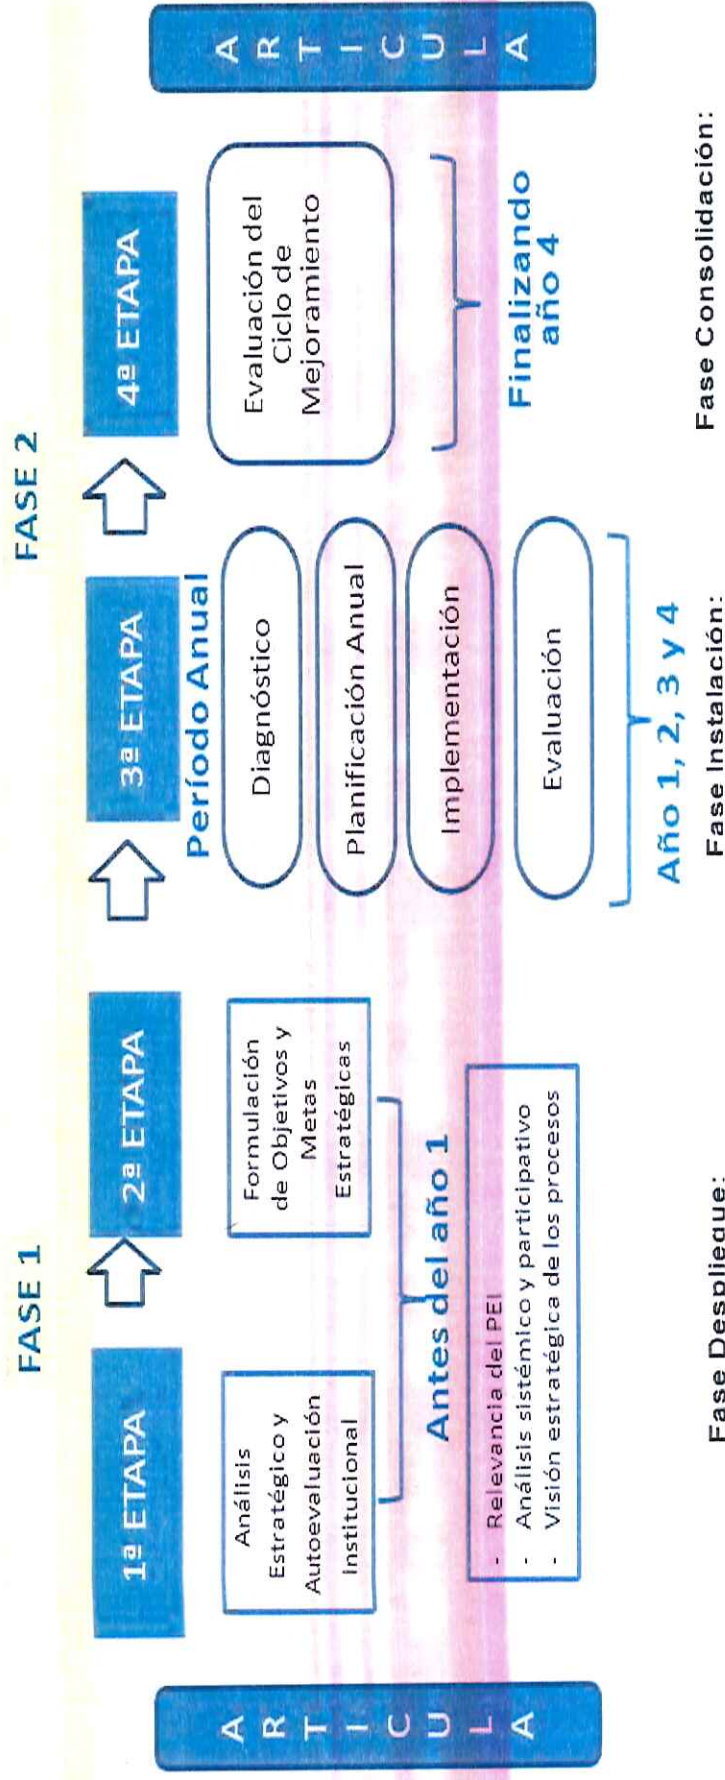 FASE 1
FASE 2
1ª ETAPA
2ª ETAPA
3ª ETAPA
4ª ETAPA
A
R
T
I
C
U
L
A
Análisis
Estratégico y
Autoevaluación
Institucional
Formulación
de Objetivos y
Metas
Estratégicas
Antes del año 1
- Relevancia del PEI
- Análisis sistémico y participativo
- Visión estratégica de los procesos
Período Anual
Diagnóstico
Planificación Anual
Implementación
Evaluación
Año 1, 2, 3 y 4
Evaluación del
Ciclo de
Mejoramiento
Finalizando
año 4
A
R
T
I
C
U
L
A
Fase Despliegue:
Fase Instalación:
Fase Consolidación: